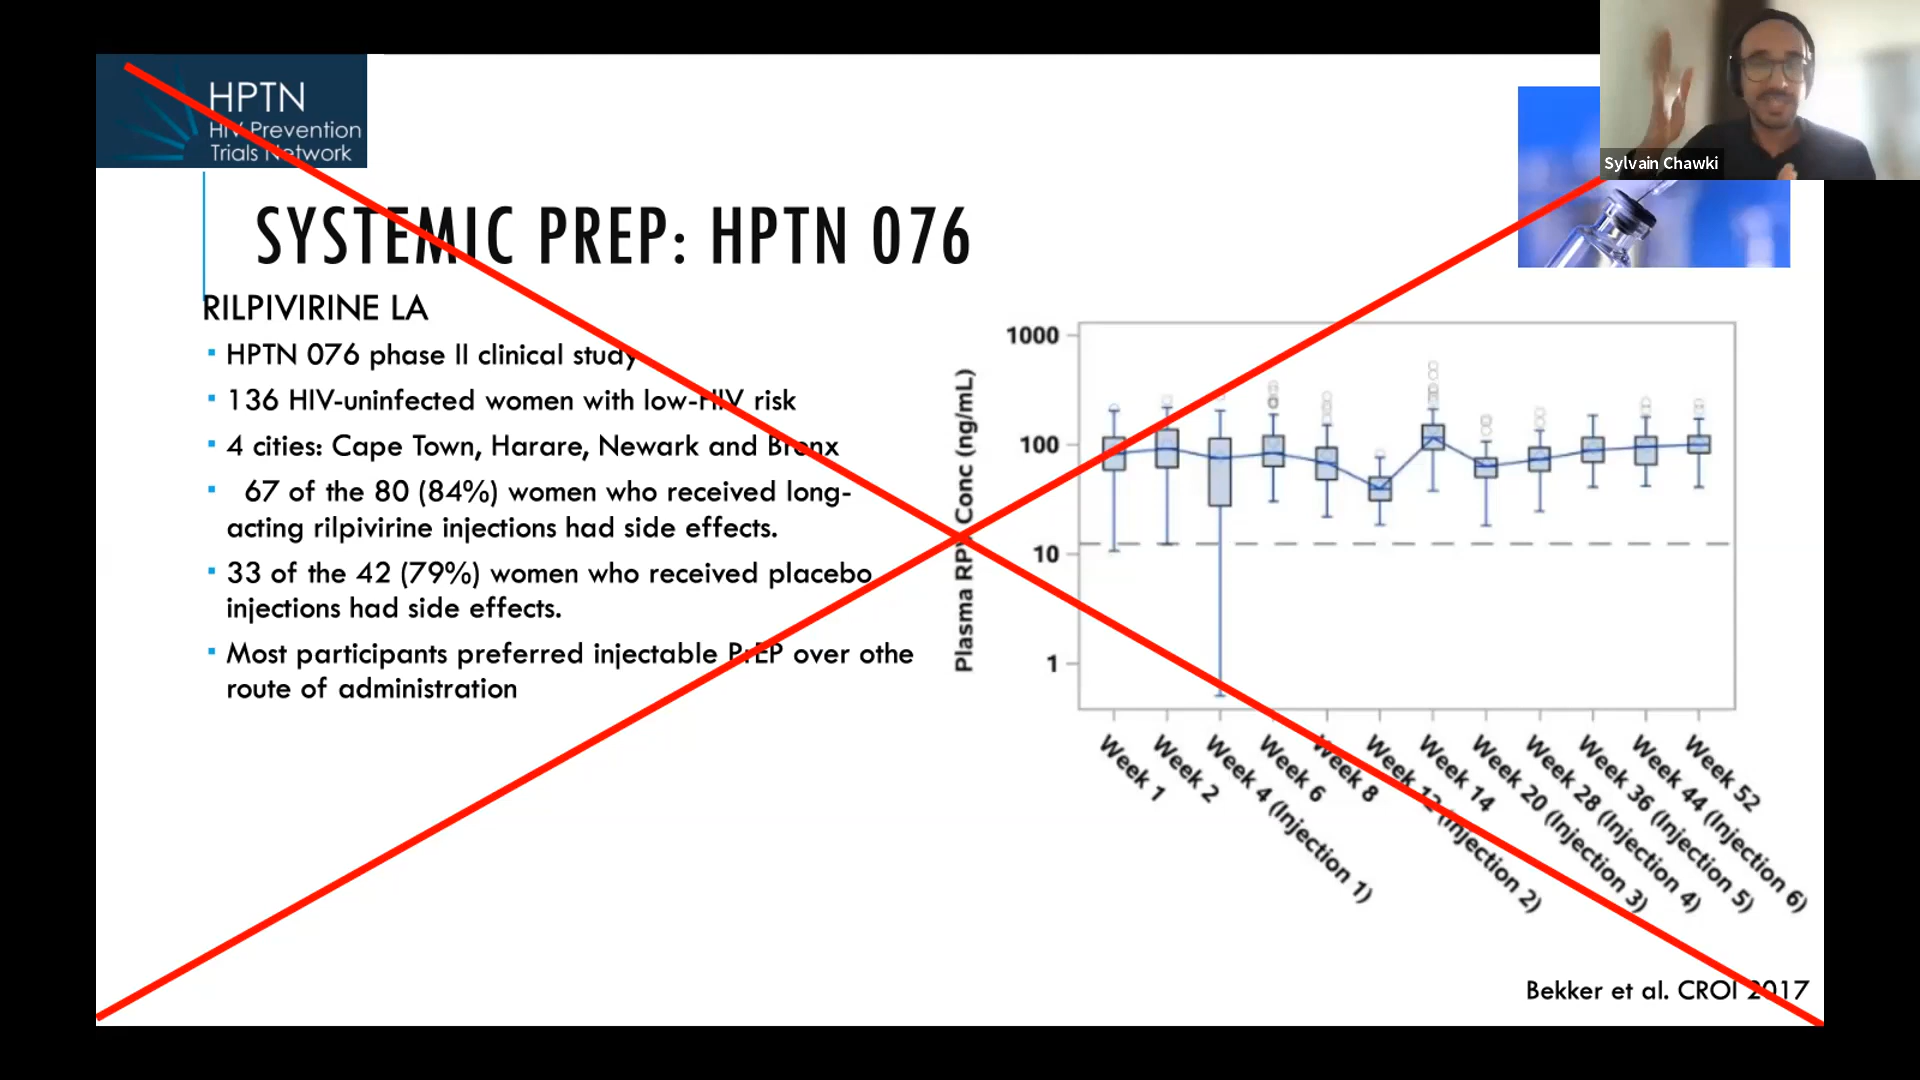 HPTN
HIV Prevention
Trials Network
Sylvain Chawki
SYSTEMIC PREP: HPTN 076
RILPIVIRINE LA
HPTN 076 phase II clinical study
136 HIV-uninfected women with low-HIV risk
4 cities: Cape Town, Harare, Newark and Bronx
67 of the 80 (84%) women who received long-
acting rilpivirine injections had side effects.
33 of the 42 (79%) women who received placebo
injections had side effects.
Most participants preferred injectable PrEP over othe
route of administration
Plasma RPV Conc (ng/mL)
1000
100
10
1
Week 1
Week 2
Week 4 (Injection 1)
Week 6
Week 8
Week 12 (Injection 2)
Week 14
Week 20 (Injection 3)
Week 28 (Injection 4)
Week 36 (Injection 5)
Week 44 (Injection 6)
Week 52
Bekker et al. CROI 2017